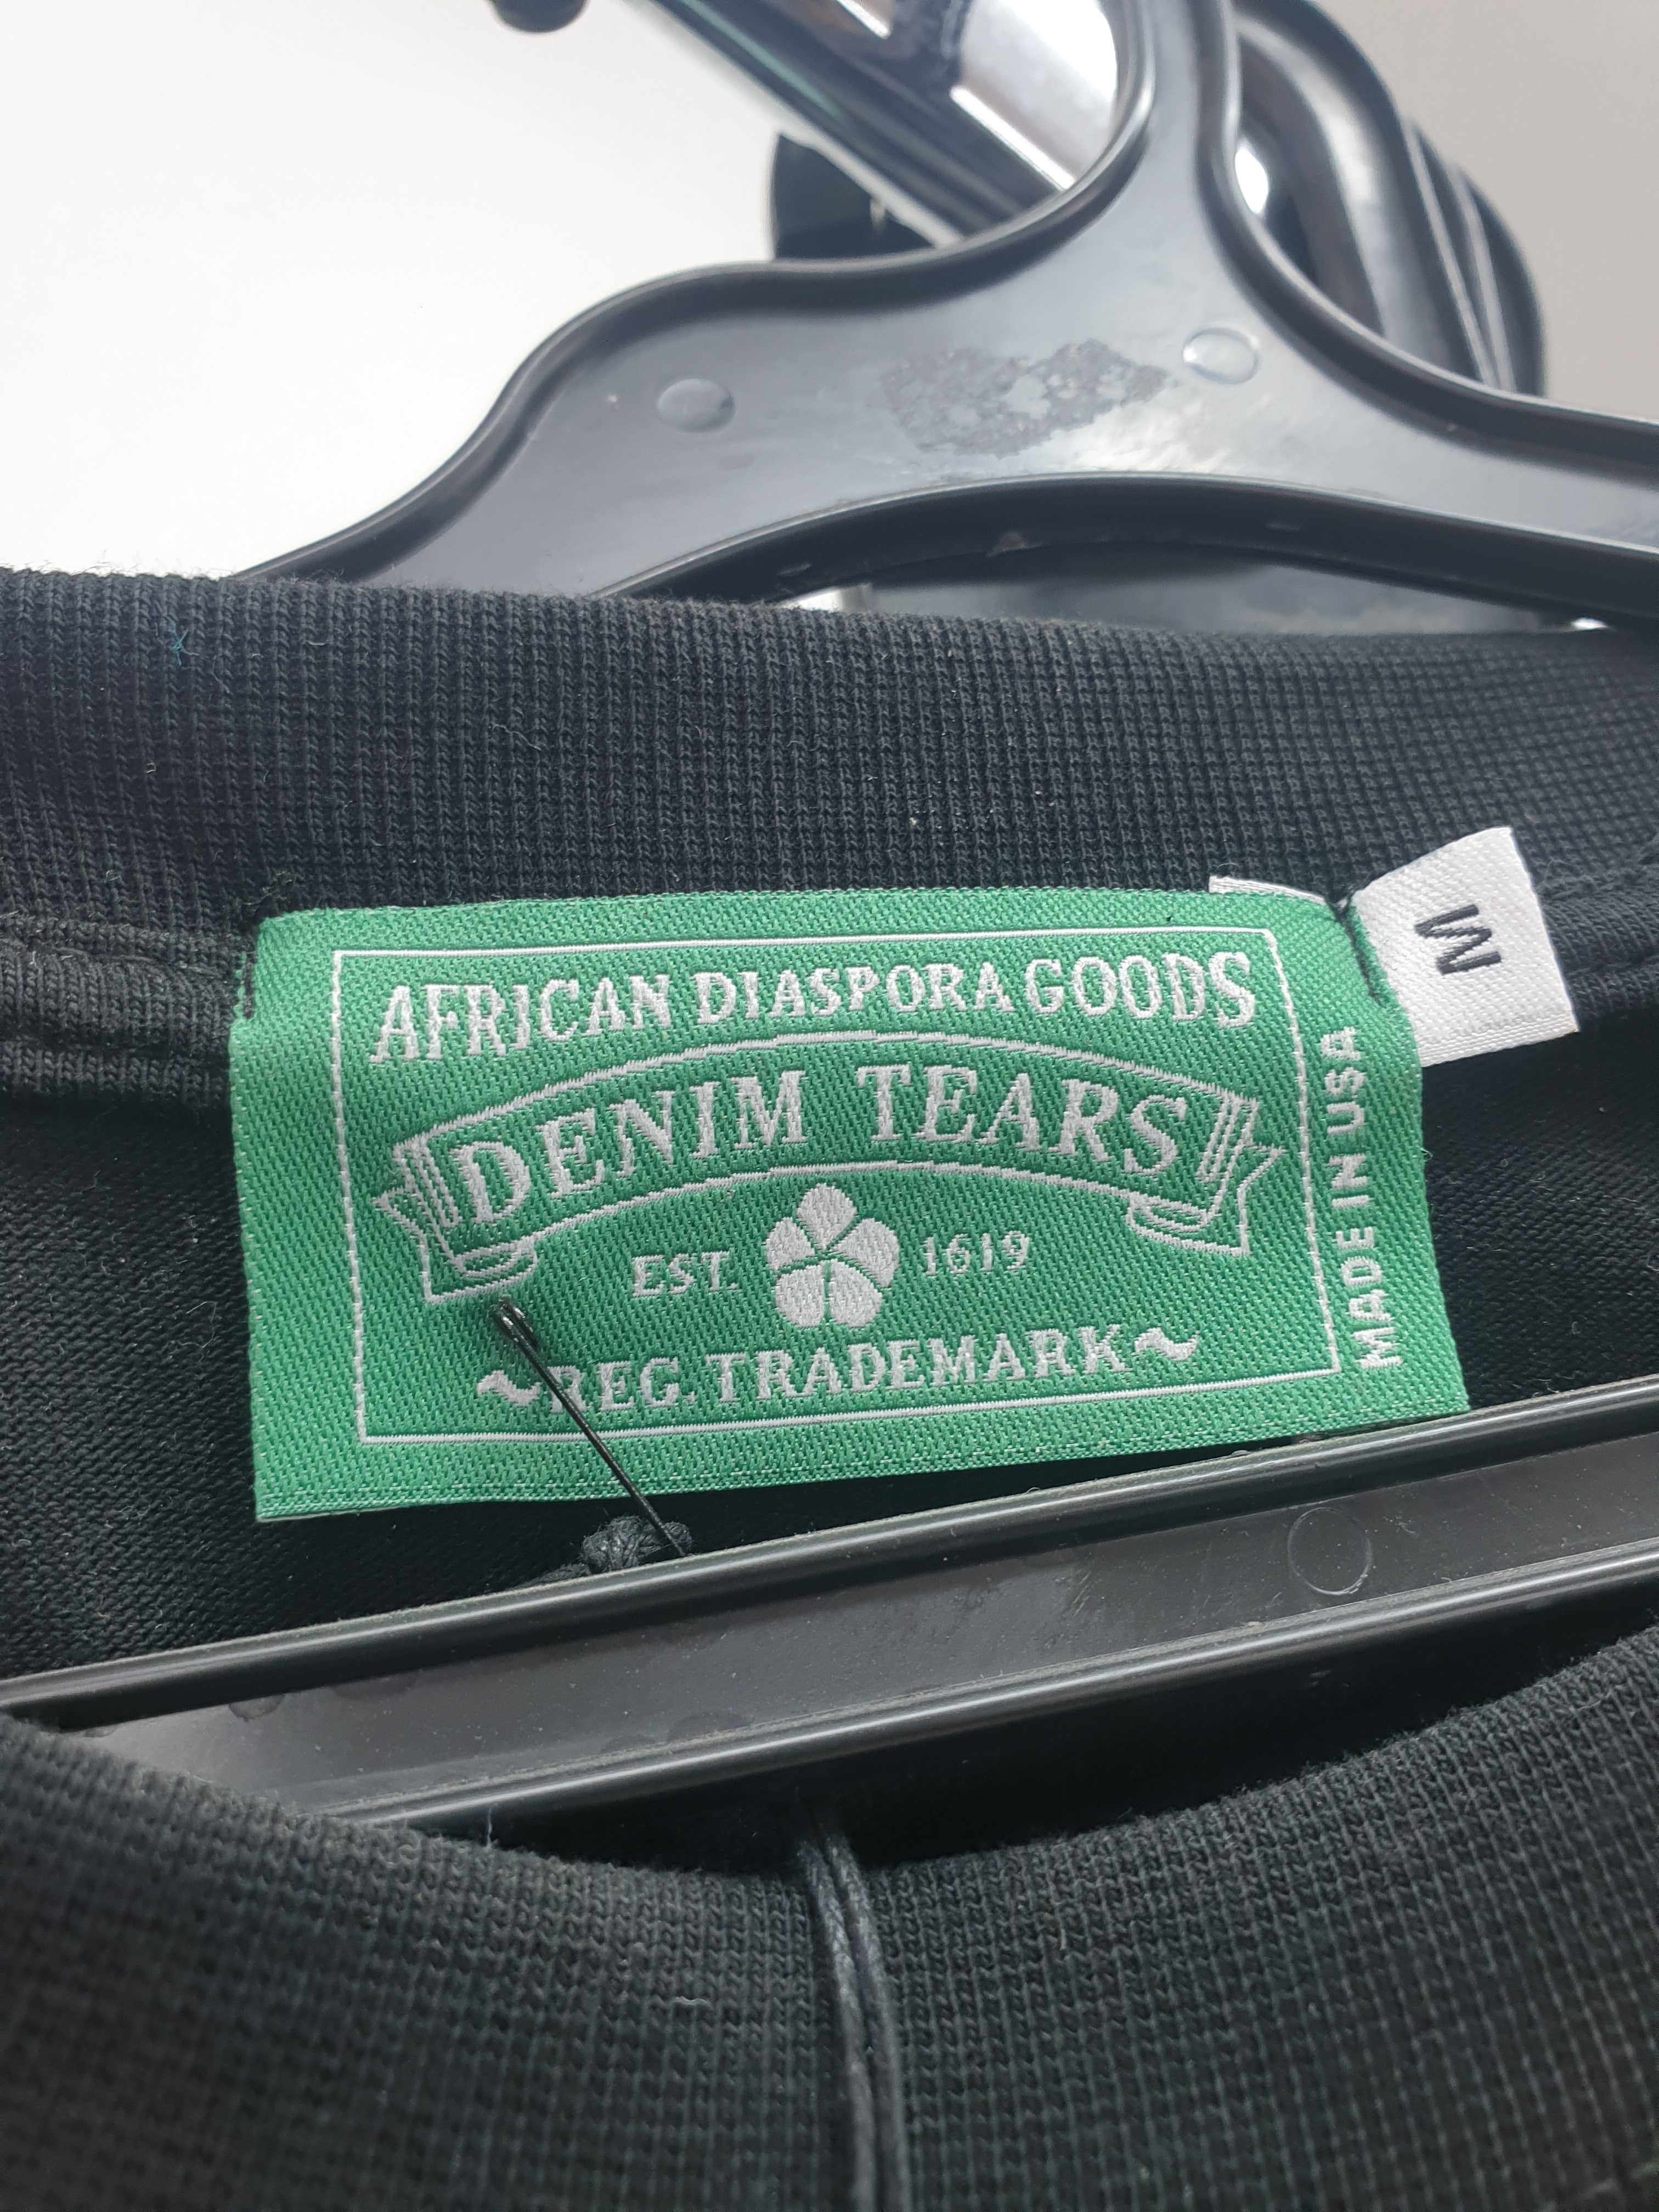 AFRICAN DIASPORA GOODS
DENIM TEARS
EST. 1619
~REG. TRADEMARK~
MADE IN USA
M